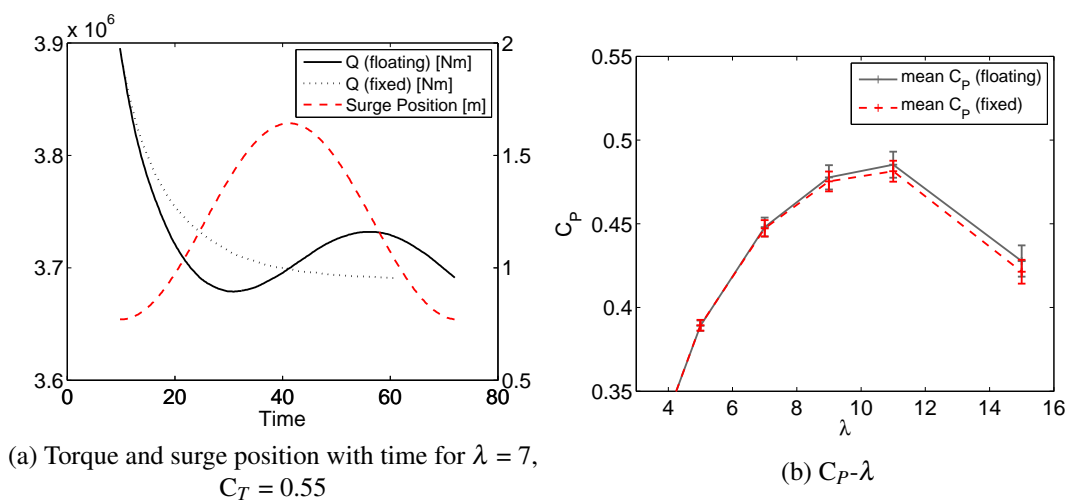 x 10^6
3.9
3.8
3.7
3.6
2
1.5
1
0.5
0 20 40 60 80
Time
Q (floating) [Nm]
Q (fixed) [Nm]
Surge Position [m]
(a) Torque and surge position with time for λ = 7,
C_T = 0.55
0.55
0.5
0.45
0.4
0.35
C_P
4 6 8 10 12 14 16
λ
mean C_P (floating)
mean C_P (fixed)
(b) C_P-λ